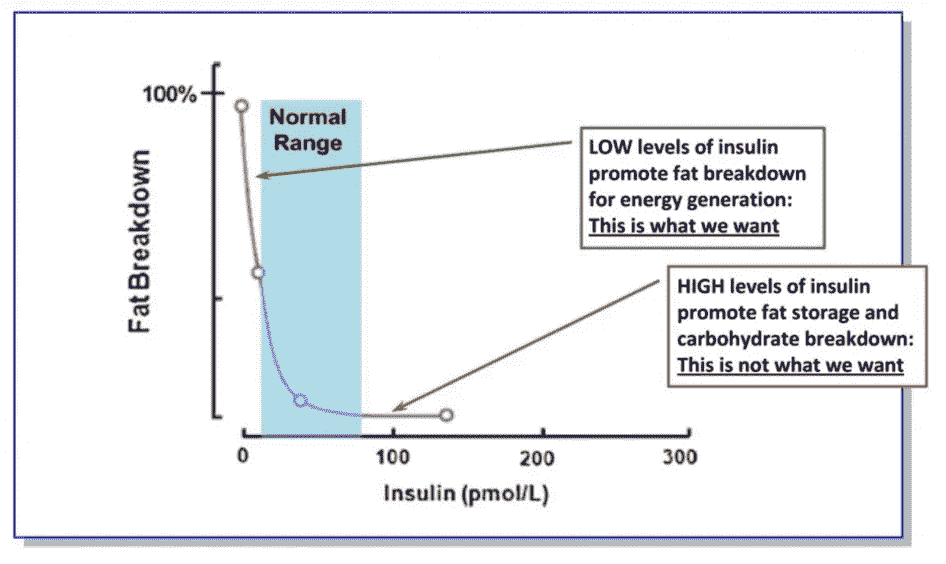 100%
Normal
Range
Fat Breakdown
LOW levels of insulin
promote fat breakdown
for energy generation:
This is what we want
HIGH levels of insulin
promote fat storage and
carbohydrate breakdown:
This is not what we want
0 100 200 300
Insulin (pmol/L)